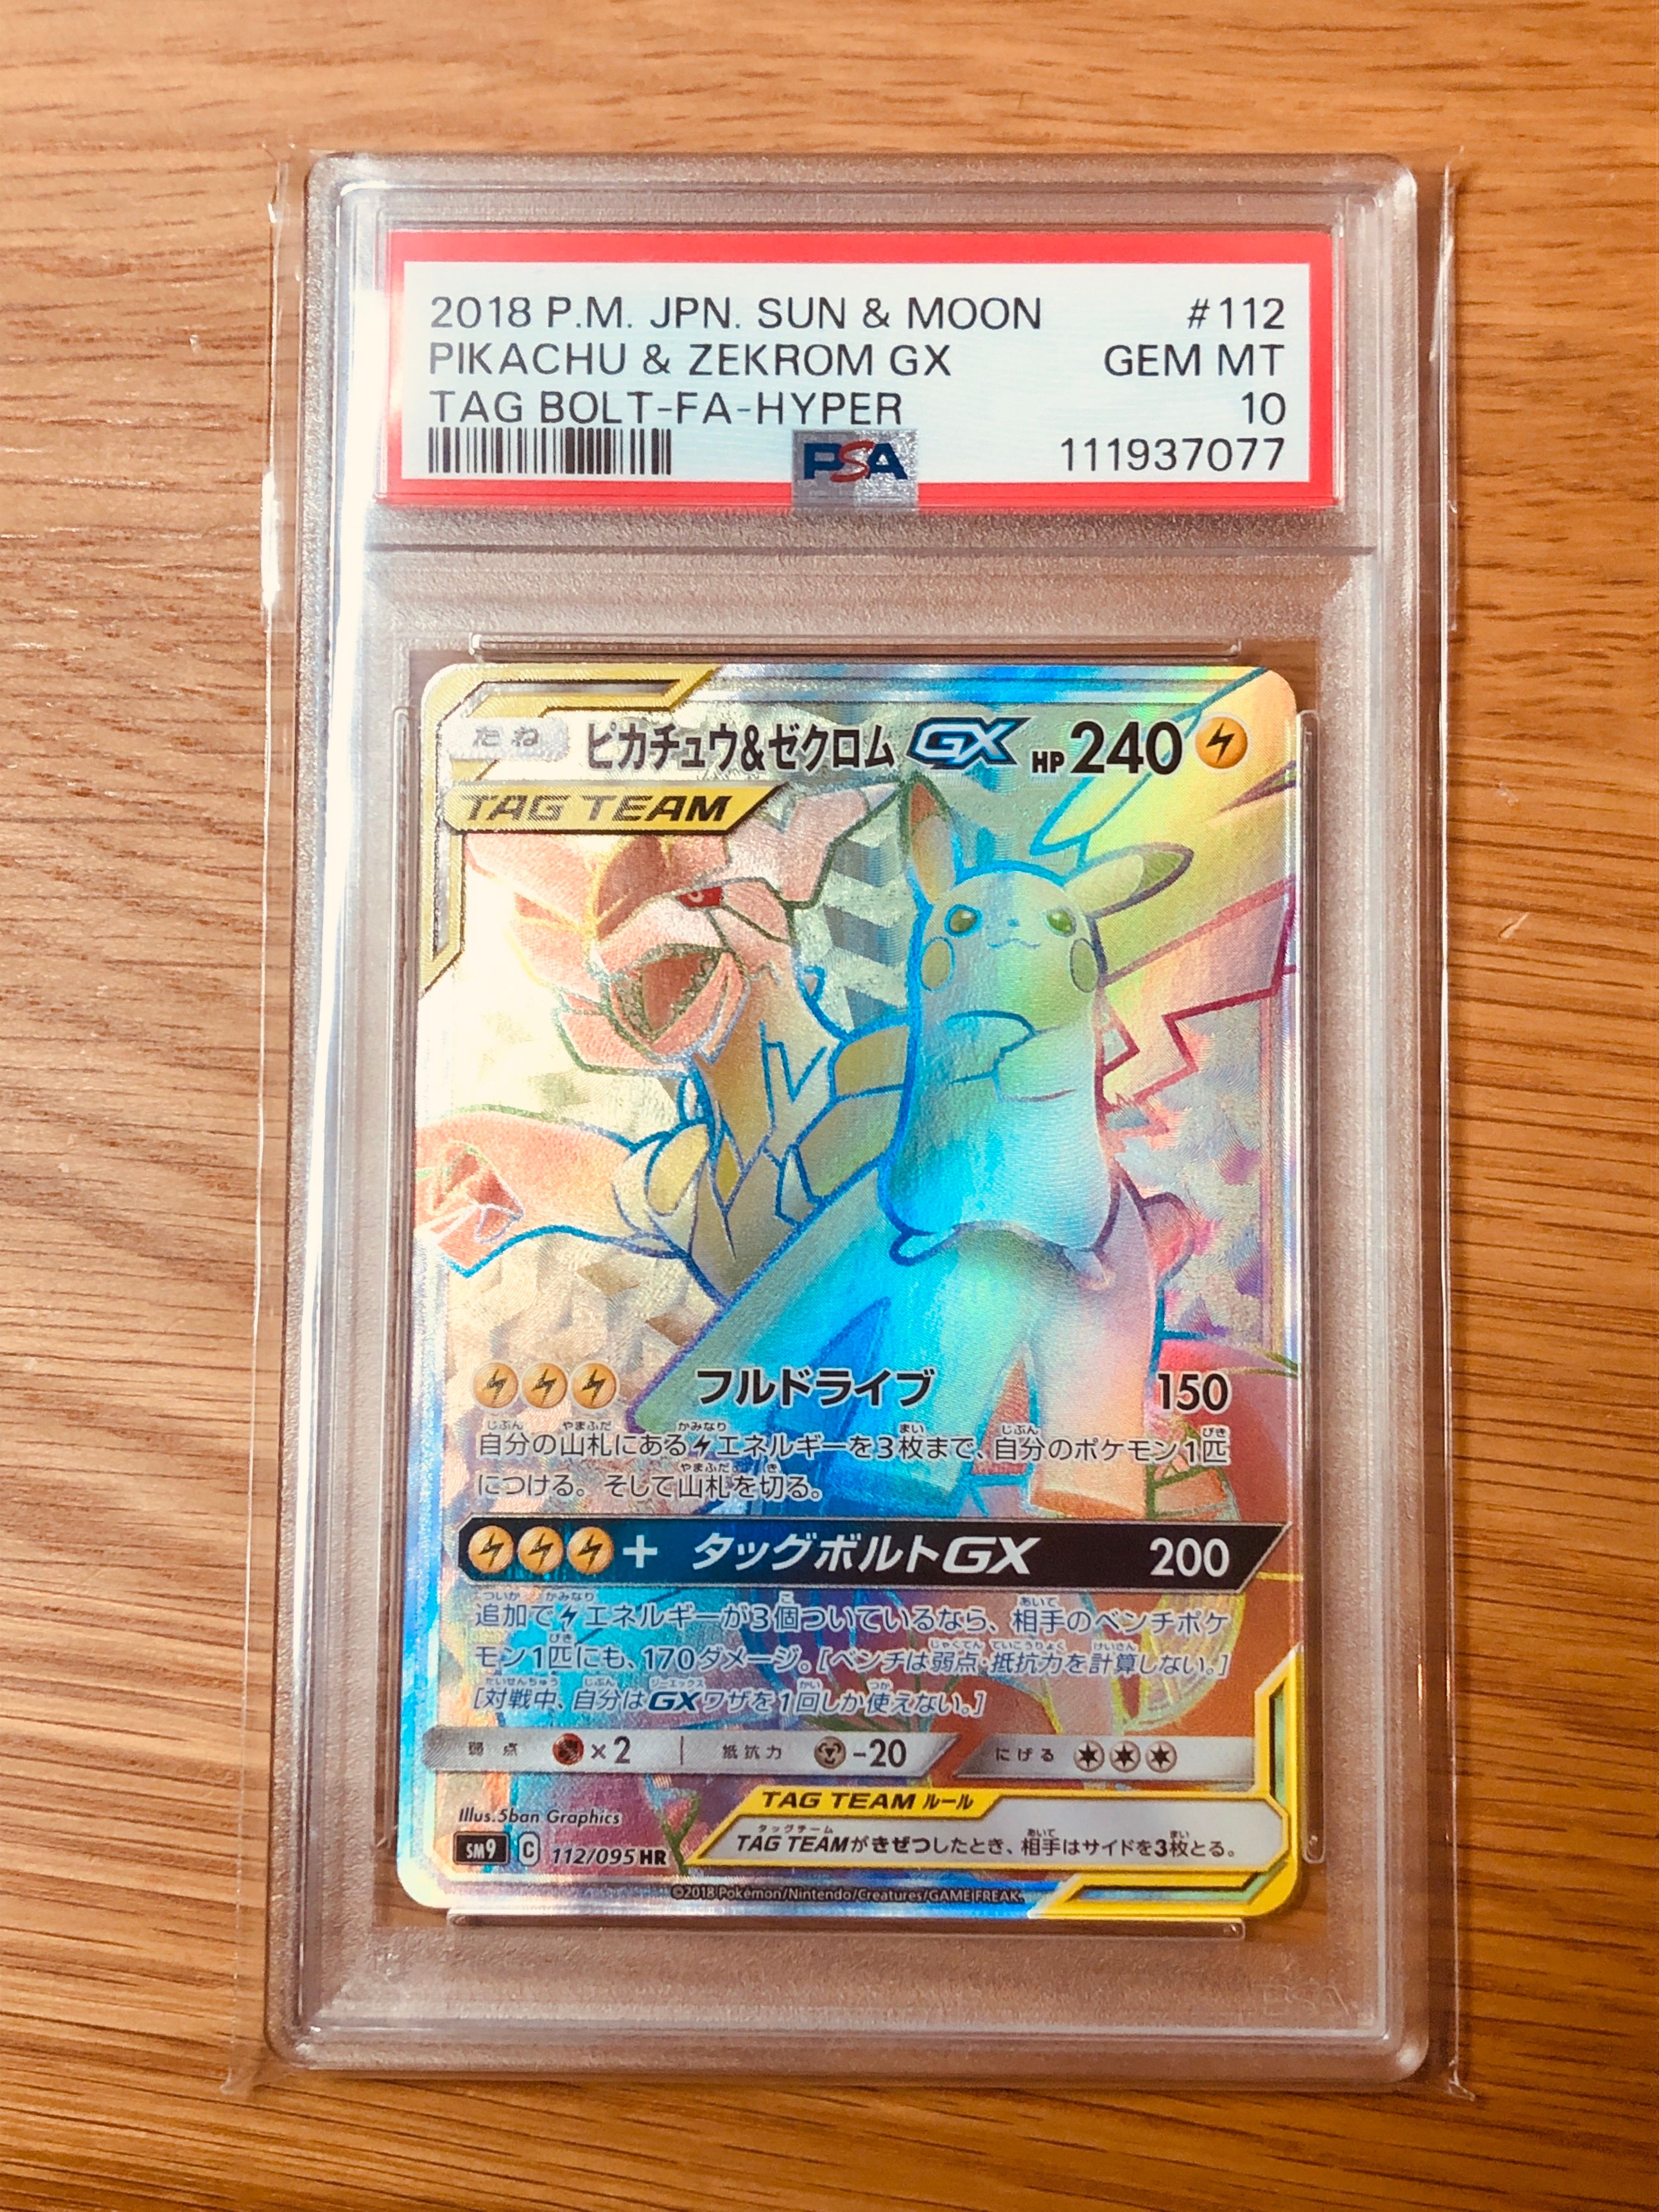 2018 P.M. JPN. SUN & MOON #112
PIKACHU & ZEKROM GX GEM MT
TAG BOLT-FA-HYPER 10
PSA 111937077
たね ピカチュウ&ゼクロムGX HP240
TAG TEAM
フルドライブ 150
自分の山札にあるエネルギーを3枚まで、自分のポケモン1匹
につける。そして山札を切る。
+ タッグボルトGX 200
追加でエネルギーが3個ついているなら、相手のベンチポケ
モン1匹にも、170ダメージ。[ベンチは弱点・抵抗力を計算しない。]
[対戦中、自分はGXワザを1回しか使えない。]
弱点 ×2 抵抗力 -20 にげる
TAG TEAM ルール
Illus.5ban Graphics
TAG TEAMがきぜつしたとき、相手はサイドを3枚とる。
SM9 C 112/095 HR
©2018 Pokémon/Nintendo/Creatures/GAME FREAK.
PSA